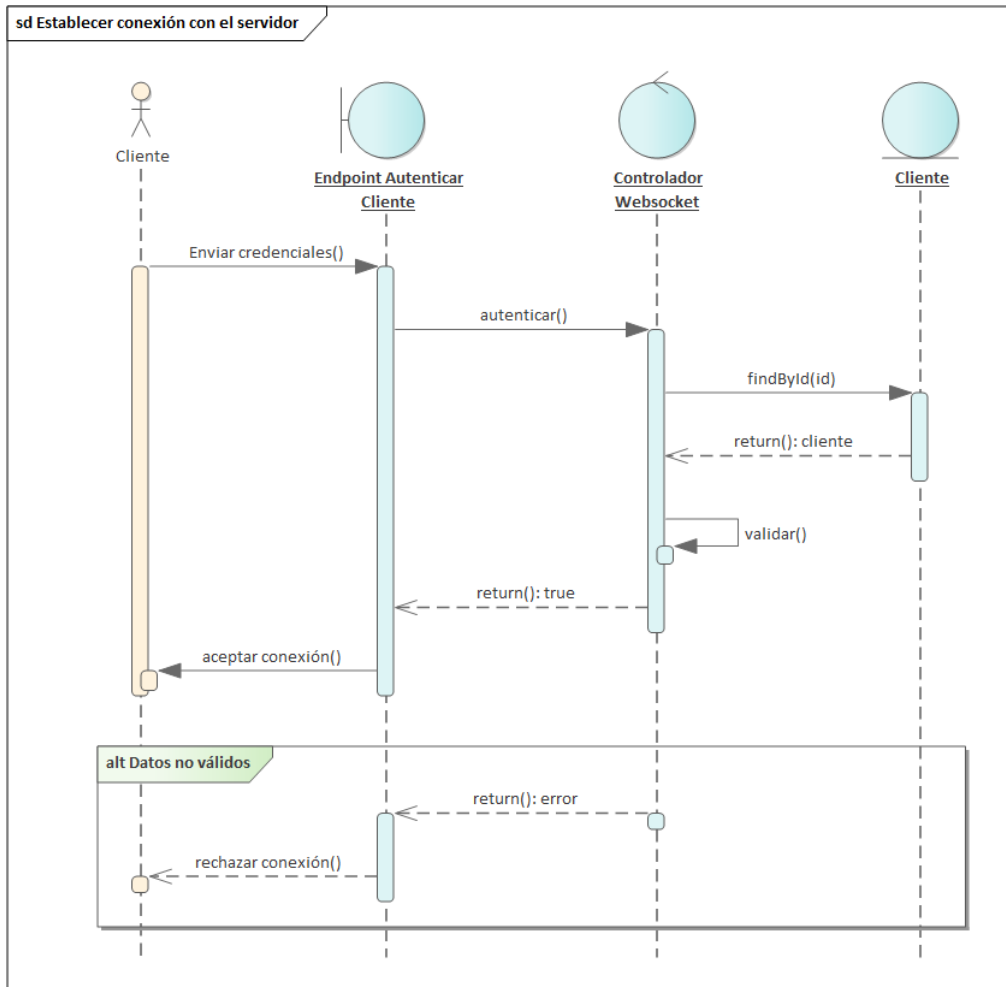 sd Establecer conexión con el servidor
Cliente
Endpoint Autenticar
Cliente
Controlador
Websocket
Cliente
Enviar credenciales()
autenticar()
findById(id)
return(): cliente
validar()
return(): true
aceptar conexión()
alt Datos no válidos
return(): error
rechazar conexión()